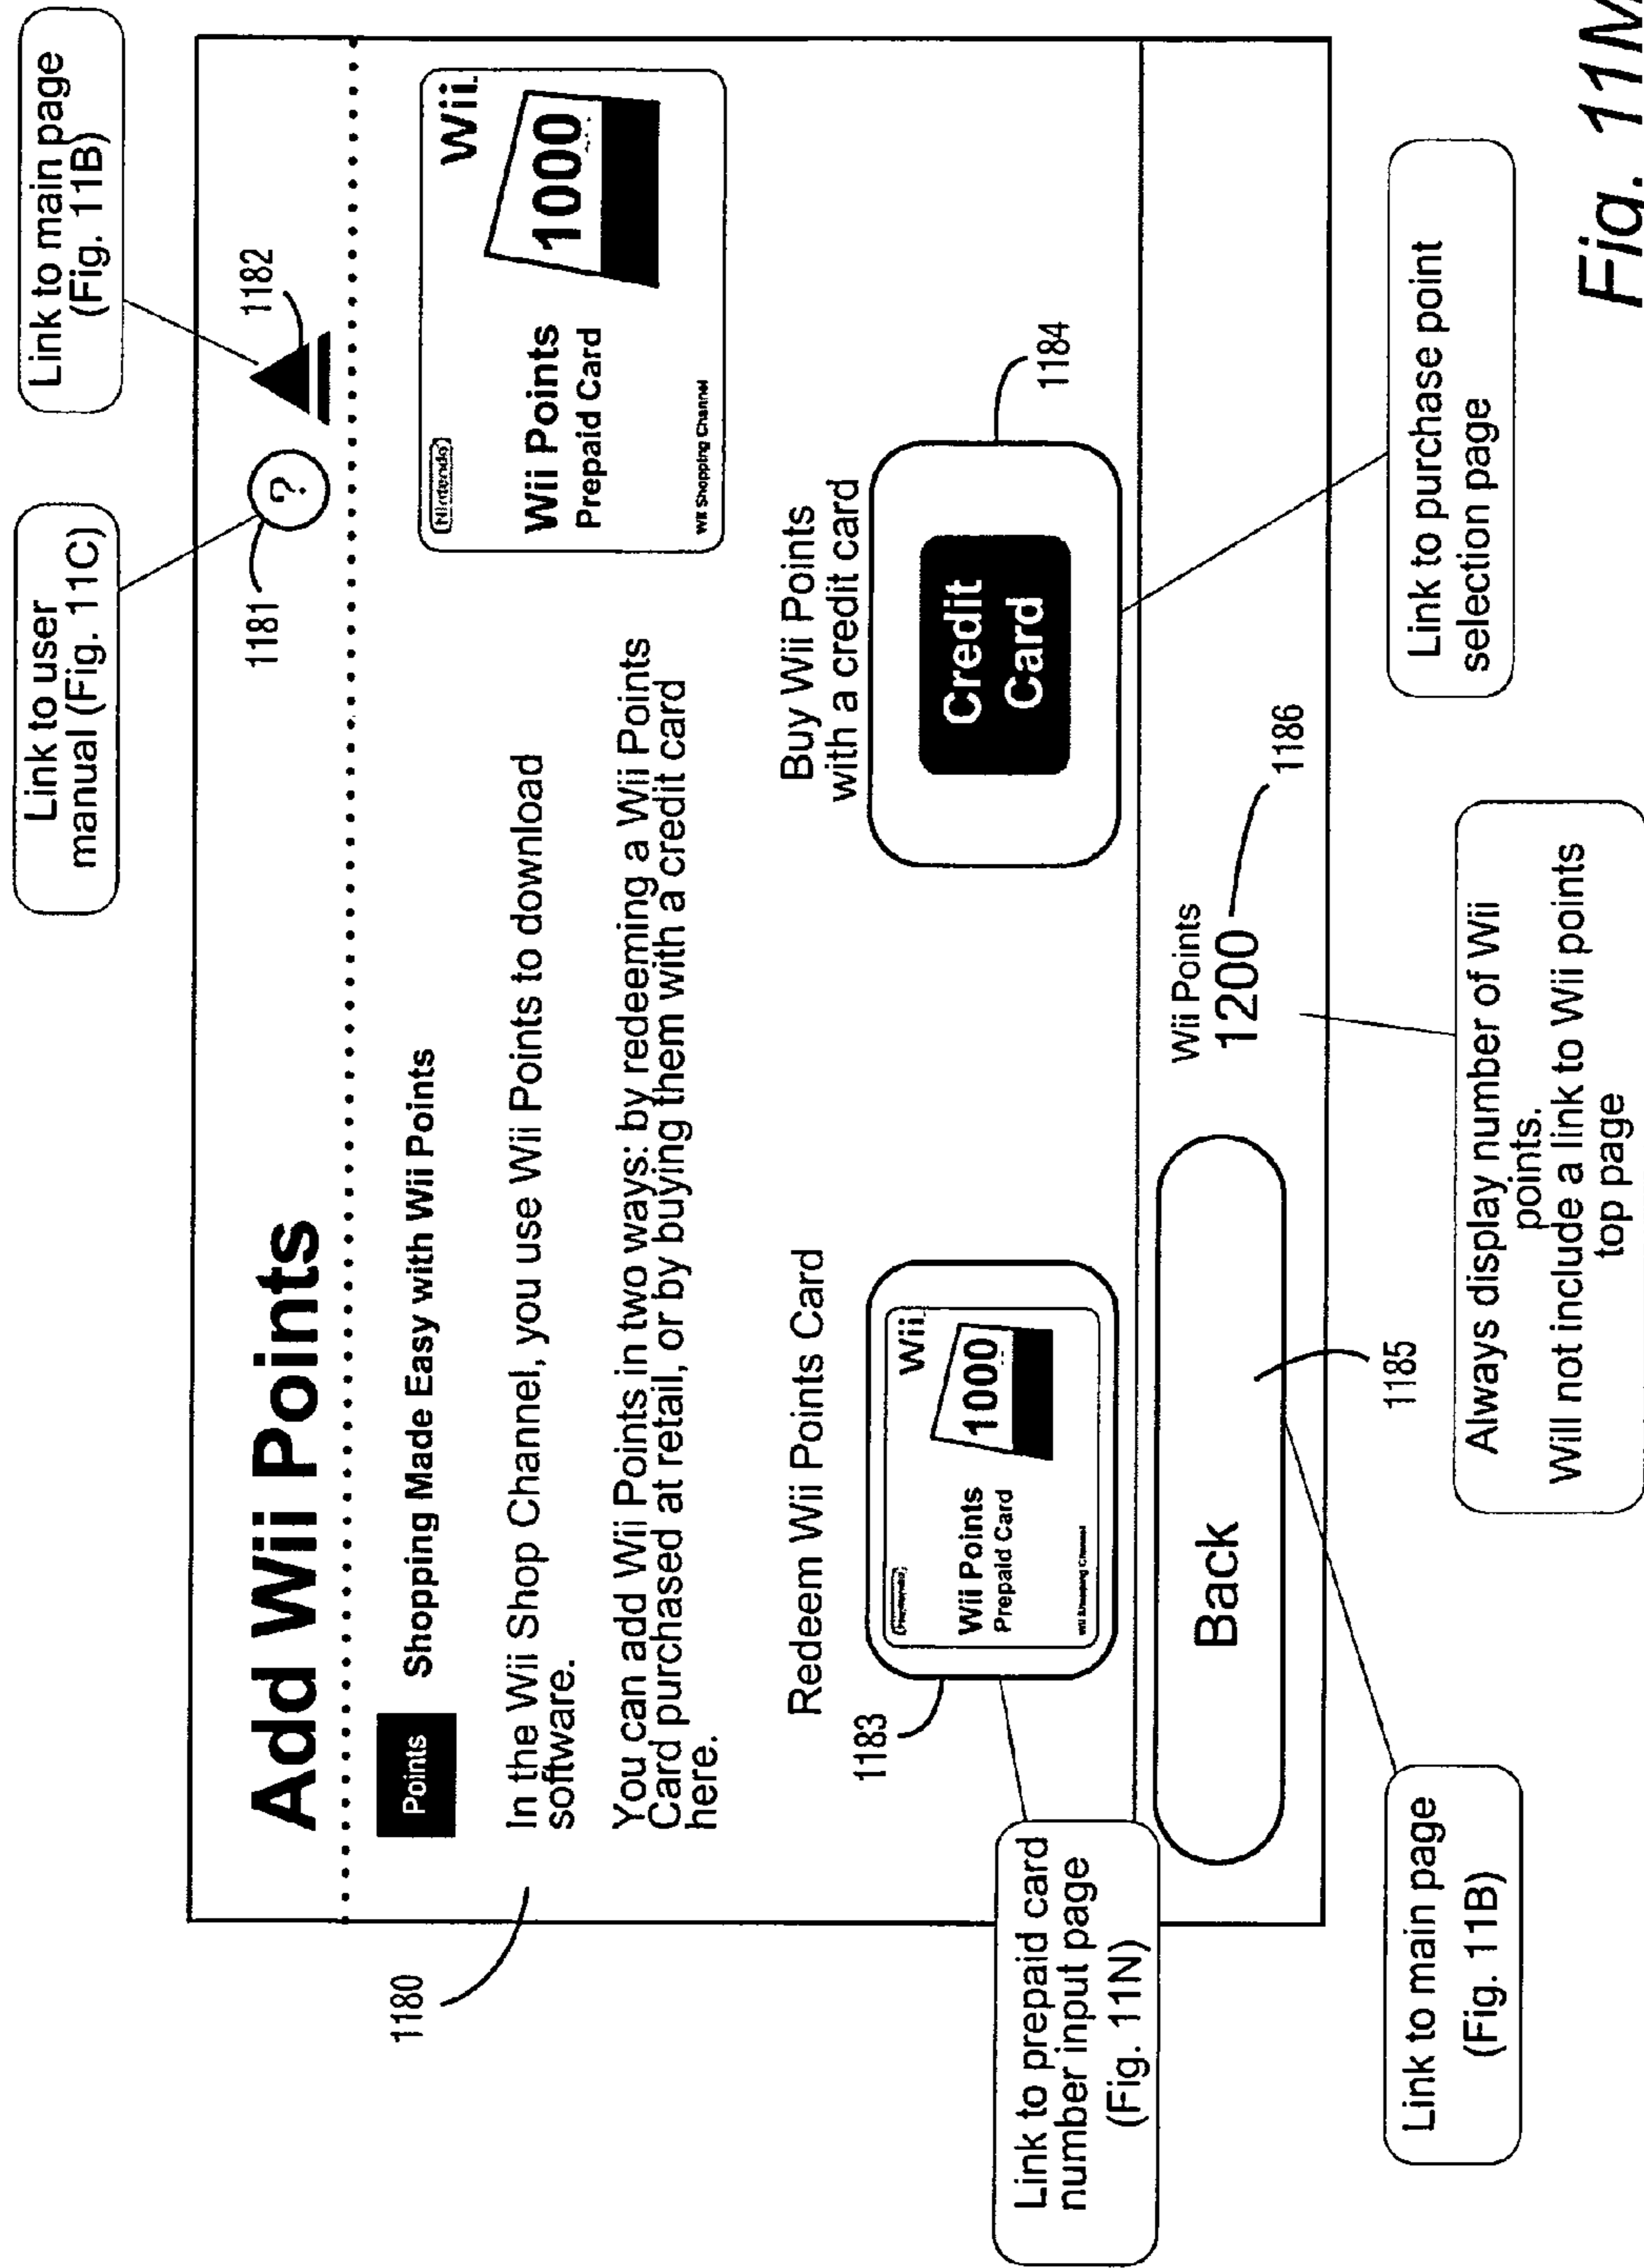 Link to user
manual (Fig. 11C)
Link to main page
(Fig. 11B)
1181
?
1182
Add Wii Points
1180
Points
Shopping Made Easy with Wii Points
In the Wii Shop Channel, you use Wii Points to download
software.
You can add Wii Points in two ways: by redeeming a Wii Points
Card purchased at retail, or by buying them with a credit card
here.
Nintendo
Wii.
Wii Points
Prepaid Card
1000
Wii Shopping Channel
Redeem Wii Points Card
1183
Nintendo
Wii.
Wii Points
Prepaid Card
1000
Wii Shopping Channel
Buy Wii Points
with a credit card
Credit
Card
1184
Link to prepaid card
number input page
(Fig. 11N)
Back
1185
Wii Points
1200
1186
Link to main page
(Fig. 11B)
Always display number of Wii
points.
Will not include a link to Wii points
top page
Link to purchase point
selection page
Fig. 11M